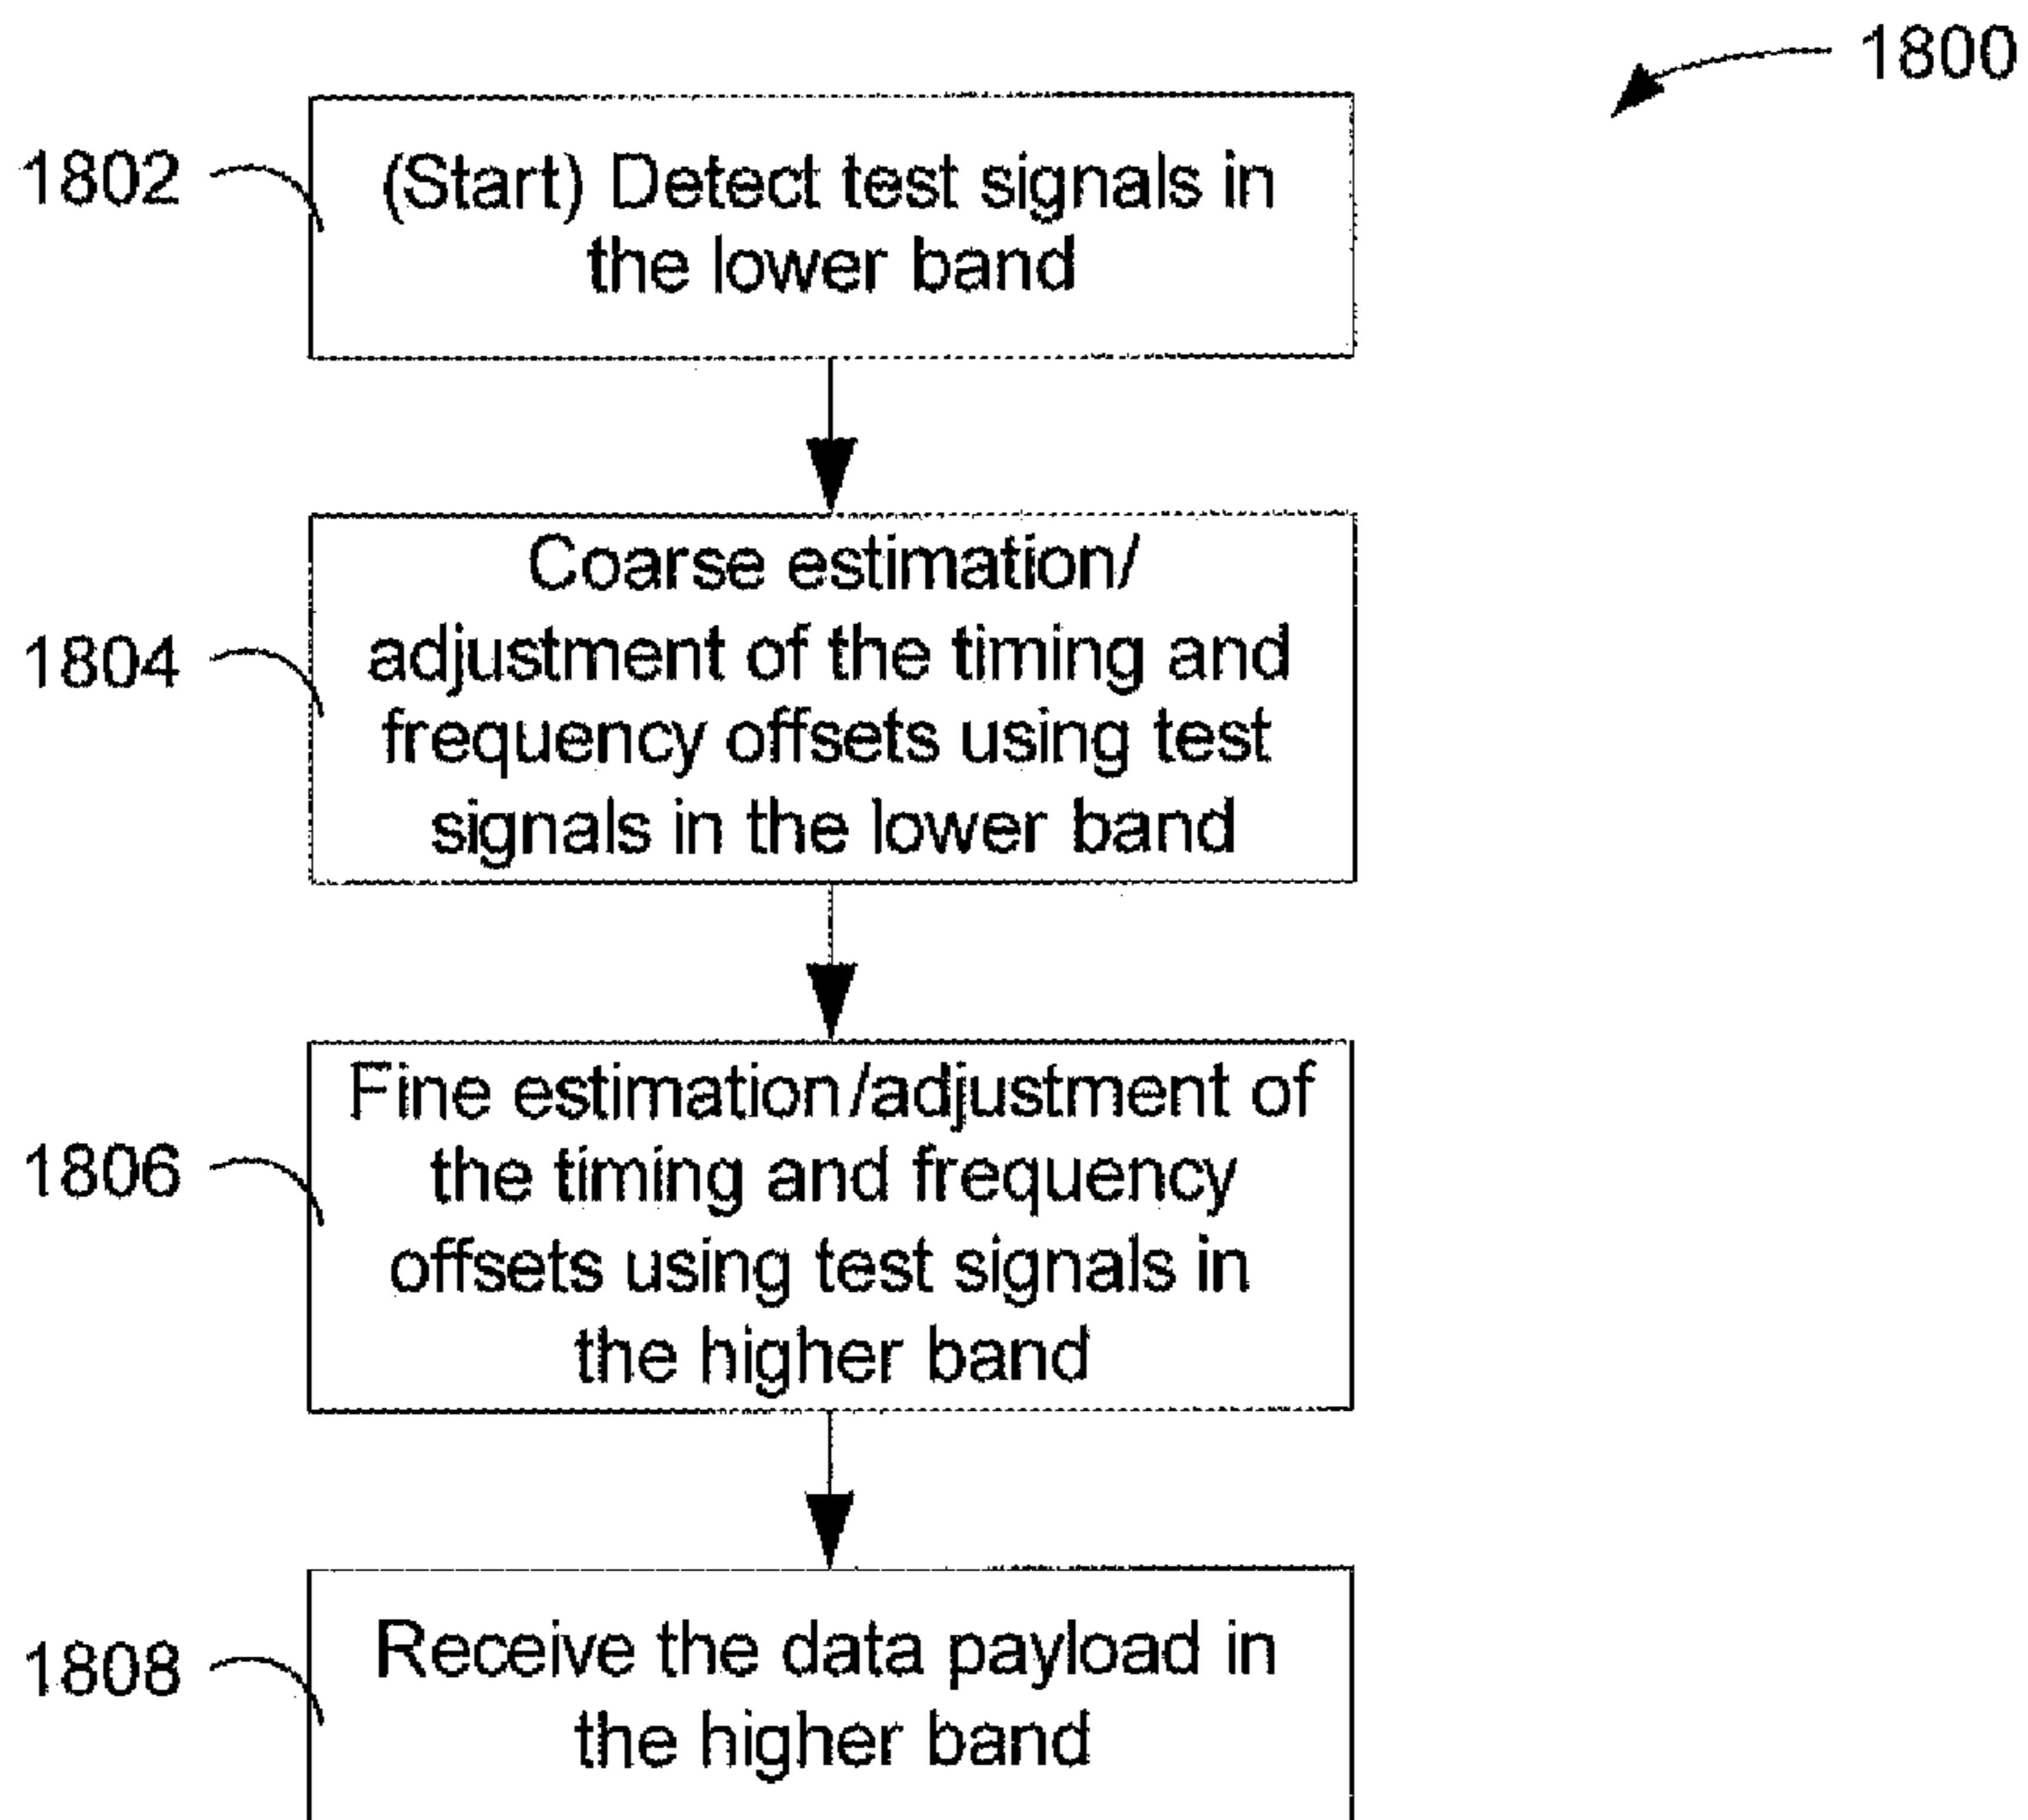 1800
1802
(Start) Detect test signals in
the lower band
1804
Coarse estimation/
adjustment of the timing and
frequency offsets using test
signals in the lower band
1806
Fine estimation/adjustment of
the timing and frequency
offsets using test signals in
the higher band
1808
Receive the data payload in
the higher band